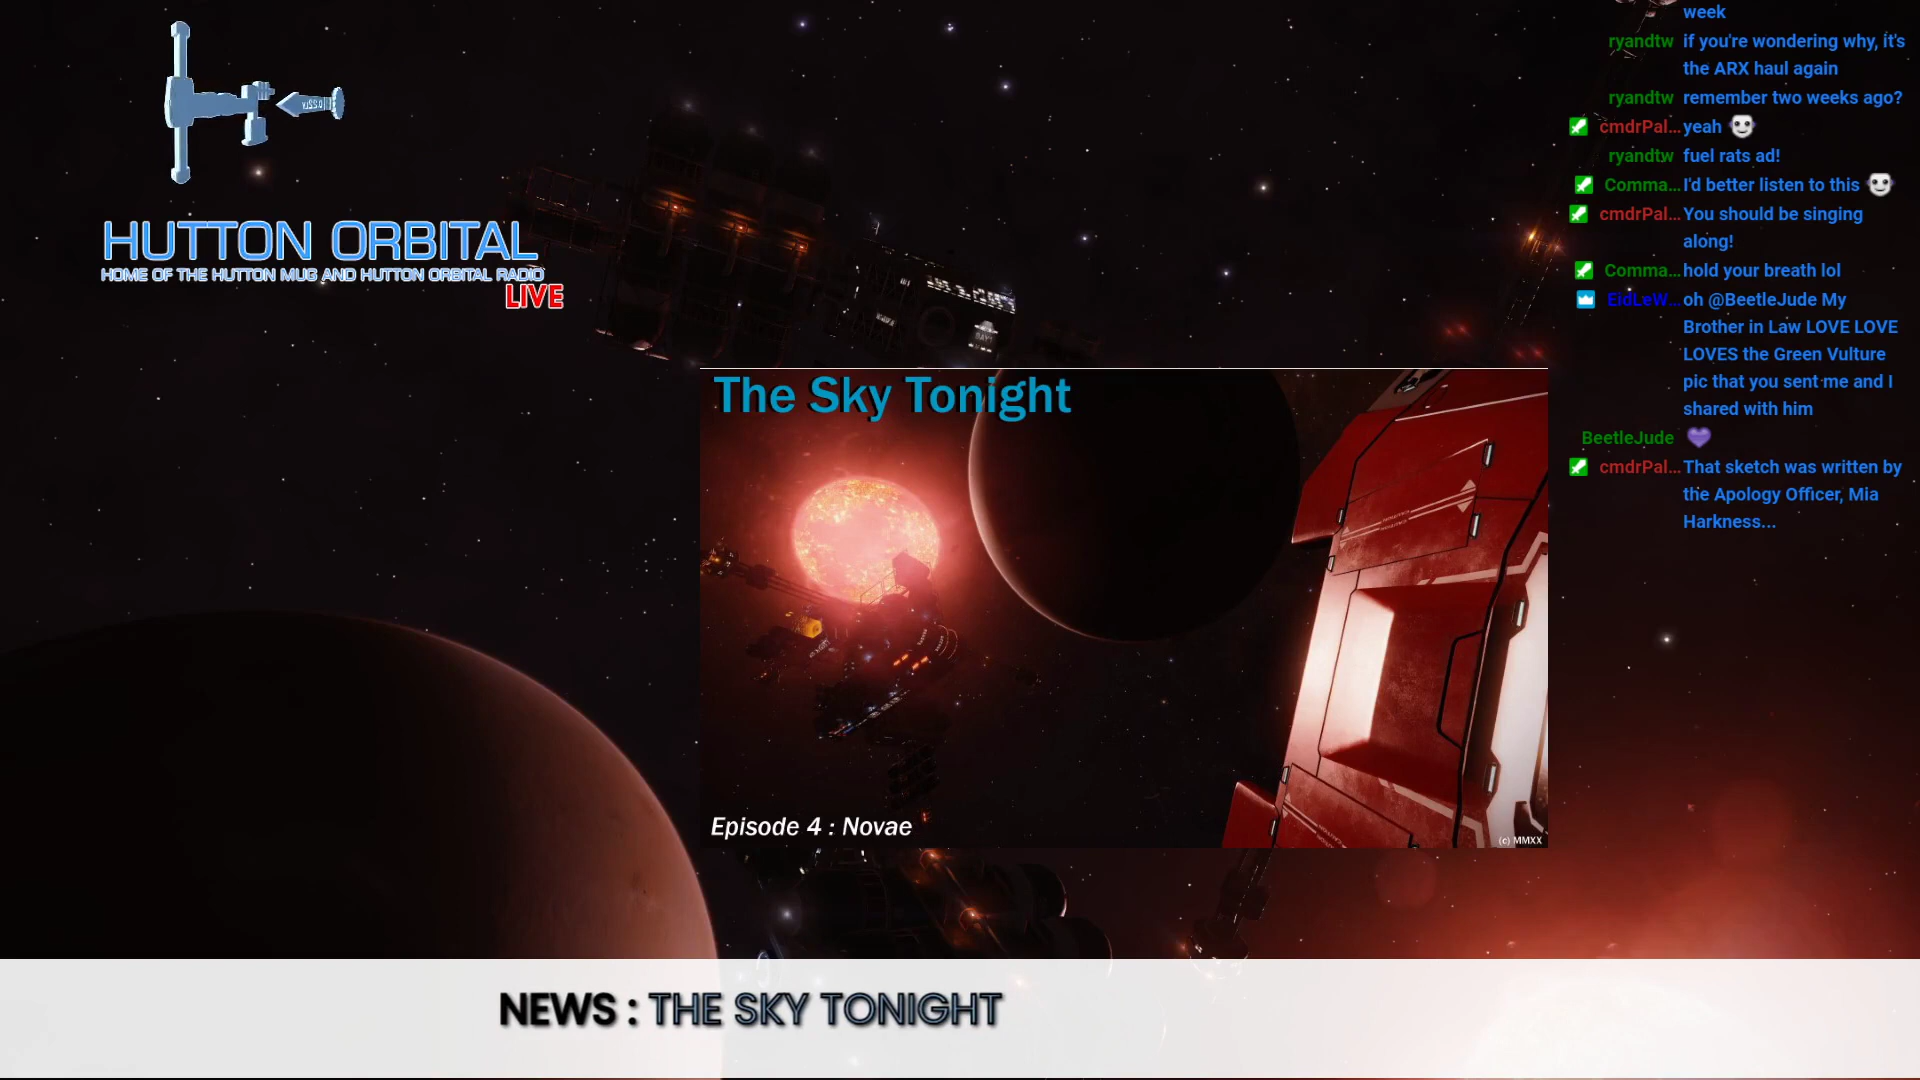 HUTTON ORBITAL
HOME OF THE HUTTON MUG AND HUTTON ORBITAL RADIO
LIVE
The Sky Tonight
Episode 4 : Novae
(c) MMXX
NEWS : THE SKY TONIGHT
week
ryandtw if you're wondering why, it's
the ARX haul again
ryandtw remember two weeks ago?
cmdrPal... yeah
ryandtw fuel rats ad!
Comma... I'd better listen to this
cmdrPal... You should be singing
along!
Comma... hold your breath lol
EidLeW... oh @BeetleJude My
Brother in Law LOVE LOVE
LOVES the Green Vulture
pic that you sent me and I
shared with him
BeetleJude
cmdrPal... That sketch was written by
the Apology Officer, Mia
Harkness...